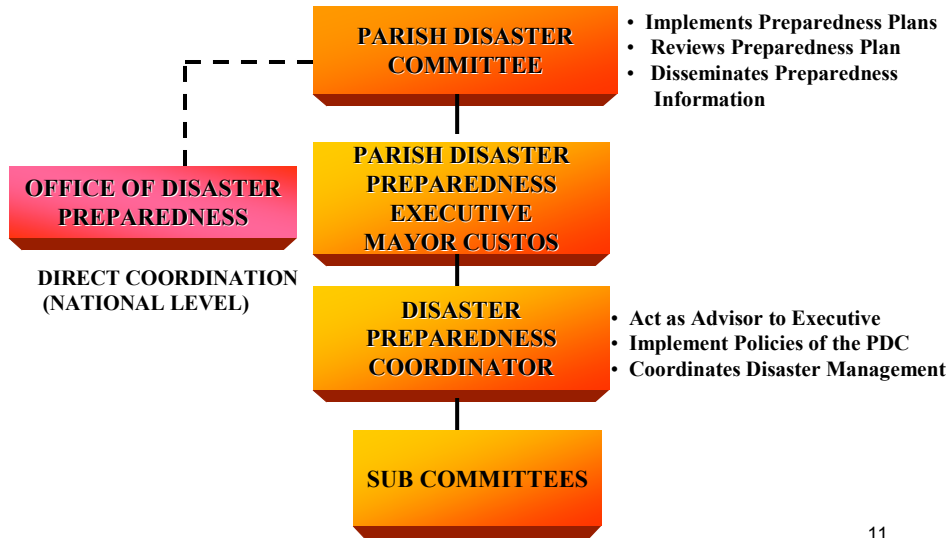 PARISH DISASTER
COMMITTEE
• Implements Preparedness Plans
• Reviews Preparedness Plan
• Disseminates Preparedness
Information
OFFICE OF DISASTER
PREPAREDNESS
DIRECT COORDINATION
(NATIONAL LEVEL)
PARISH DISASTER
PREPAREDNESS
EXECUTIVE
MAYOR CUSTOS
DISASTER
PREPAREDNESS
COORDINATOR
• Act as Advisor to Executive
• Implement Policies of the PDC
• Coordinates Disaster Management
SUB COMMITTEES
11